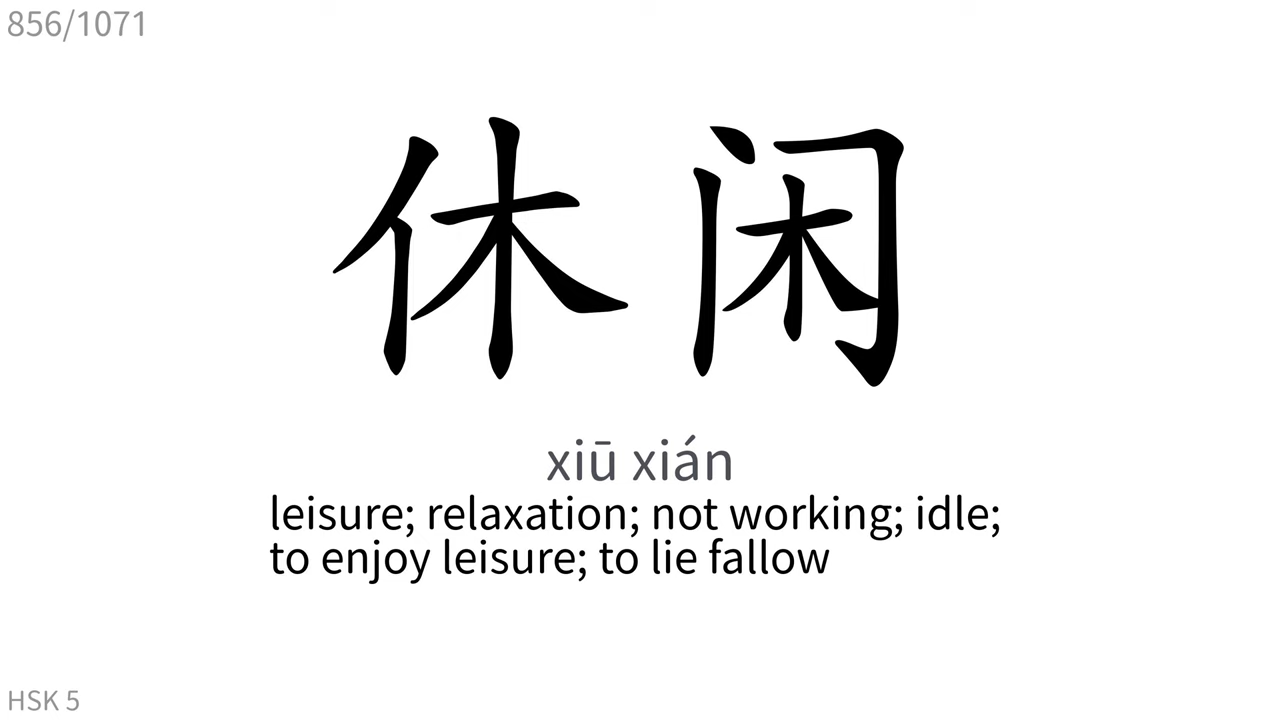 856/1071
休闲
xiū xián
leisure; relaxation; not working; idle;
to enjoy leisure; to lie fallow
HSK 5